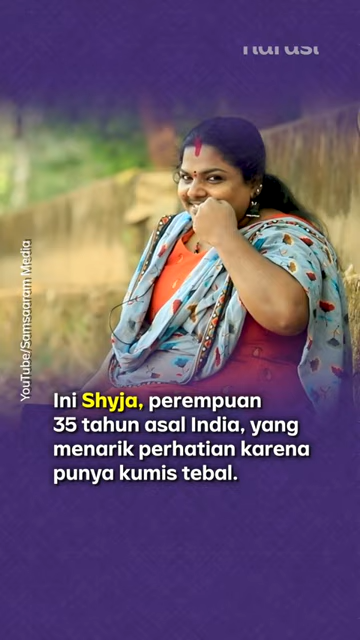 YouTube/Samsaaram Media
Ini Shyja, perempuan
35 tahun asal India, yang
menarik perhatian karena
punya kumis tebal.